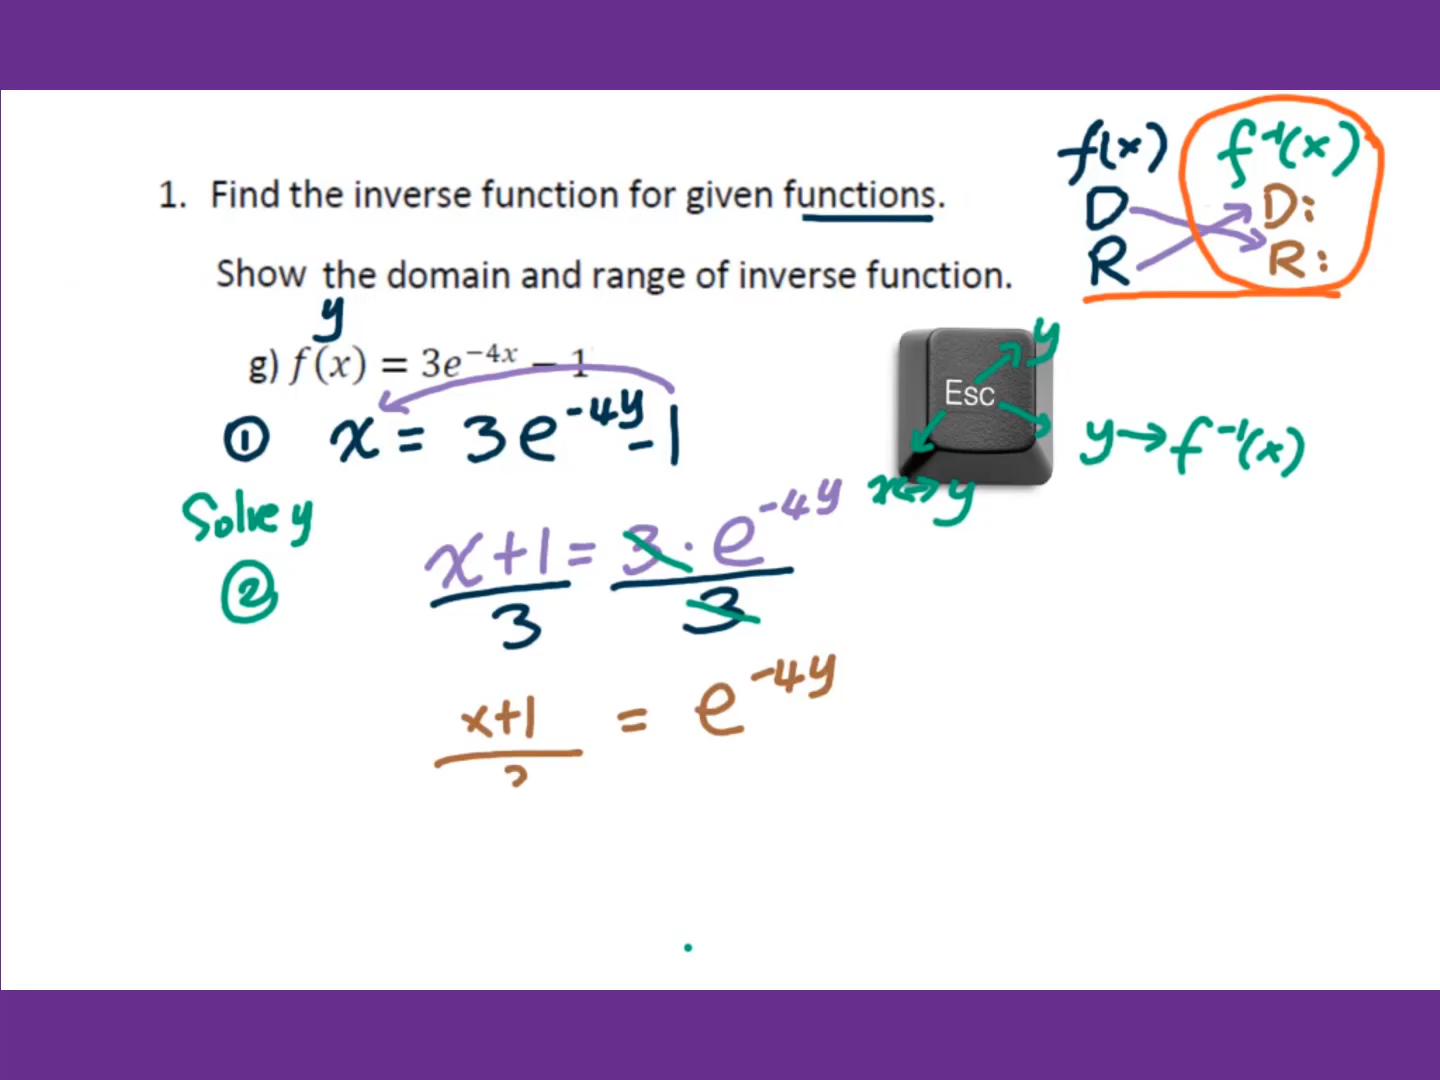 1. Find the inverse function for given functions.
Show the domain and range of inverse function.
f(x) f⁻¹(x)
D D:
R R:
y
g) f(x) = 3e^{-4x} − 1
① x = 3e^{-4y} - 1
Esc
y
y → f⁻¹(x)
x ↔ y
Solve y
②
x+1 = 3 · e^{-4y}
3 3
x+1 = e^{-4y}